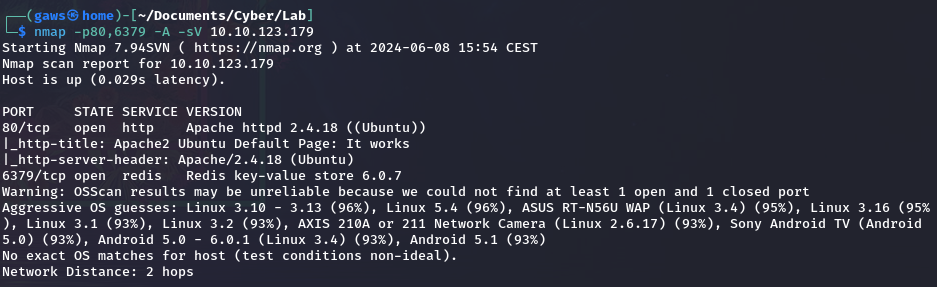 ┌──(gaws㉿home)-[~/Documents/Cyber/Lab]
└─$ nmap -p80,6379 -A -sV 10.10.123.179
Starting Nmap 7.94SVN ( https://nmap.org ) at 2024-06-08 15:54 CEST
Nmap scan report for 10.10.123.179
Host is up (0.029s latency).

PORT     STATE SERVICE VERSION
80/tcp   open  http    Apache httpd 2.4.18 ((Ubuntu))
|_http-title: Apache2 Ubuntu Default Page: It works
|_http-server-header: Apache/2.4.18 (Ubuntu)
6379/tcp open  redis   Redis key-value store 6.0.7
Warning: OSScan results may be unreliable because we could not find at least 1 open and 1 closed port
Aggressive OS guesses: Linux 3.10 - 3.13 (96%), Linux 5.4 (96%), ASUS RT-N56U WAP (Linux 3.4) (95%), Linux 3.16 (95%
), Linux 3.1 (93%), Linux 3.2 (93%), AXIS 210A or 211 Network Camera (Linux 2.6.17) (93%), Sony Android TV (Android
5.0) (93%), Android 5.0 - 6.0.1 (Linux 3.4) (93%), Android 5.1 (93%)
No exact OS matches for host (test conditions non-ideal).
Network Distance: 2 hops